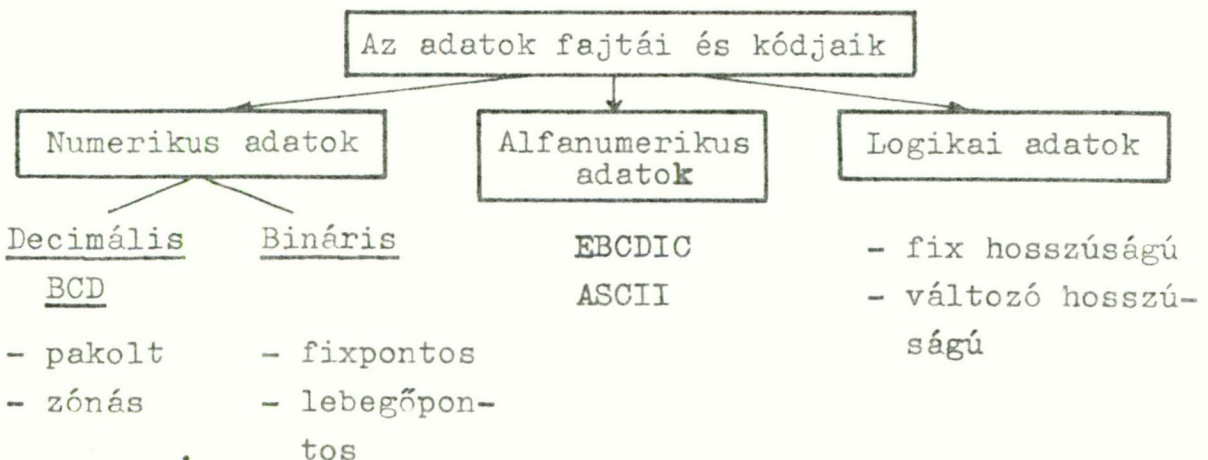 Az adatok fajtái és kódjaik
Numerikus adatok
Alfanumerikus
adatok
Logikai adatok
Decimális
BCD
- pakolt
- zónás
Bináris
- fixpontos
- lebegőpon-
tos
EBCDIC
ASCII
- fix hosszúságú
- változó hosszú-
ságú